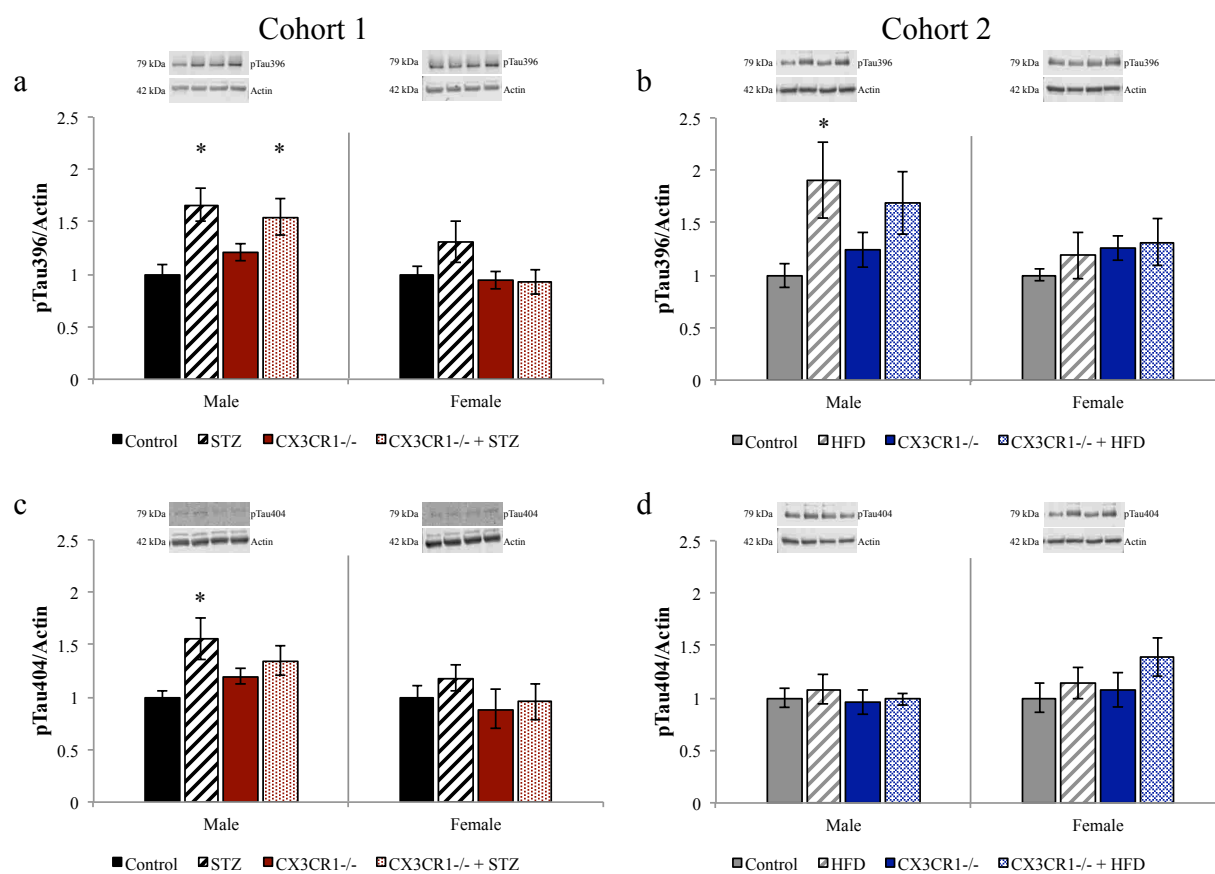 Cohort 1
Cohort 2
a
79 kDa pTau396
42 kDa Actin
79 kDa pTau396
42 kDa Actin
pTau396/Actin
2.5
2
1.5
1
0.5
0
* *
Male Female
Control STZ CX3CR1-/- CX3CR1-/- + STZ
b
79 kDa pTau396
42 kDa Actin
79 kDa pTau396
42 kDa Actin
pTau396/Actin
2.5
2
1.5
1
0.5
0
*
Male Female
Control HFD CX3CR1-/- CX3CR1-/- + HFD
c
79 kDa pTau404
42 kDa Actin
79 kDa pTau404
42 kDa Actin
pTau404/Actin
2.5
2
1.5
1
0.5
0
*
Male Female
Control STZ CX3CR1-/- CX3CR1-/- + STZ
d
79 kDa pTau404
42 kDa Actin
79 kDa pTau404
42 kDa Actin
pTau404/Actin
2.5
2
1.5
1
0.5
0
Male Female
Control HFD CX3CR1-/- CX3CR1-/- + HFD